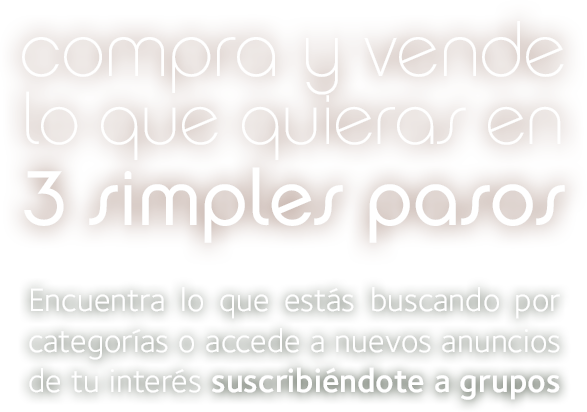 compra y vende
lo que quieras en
3 simples pasos
Encuentra lo que estás buscando por
categorías o accede a nuevos anuncios
de tu interés suscribiéndote a grupos